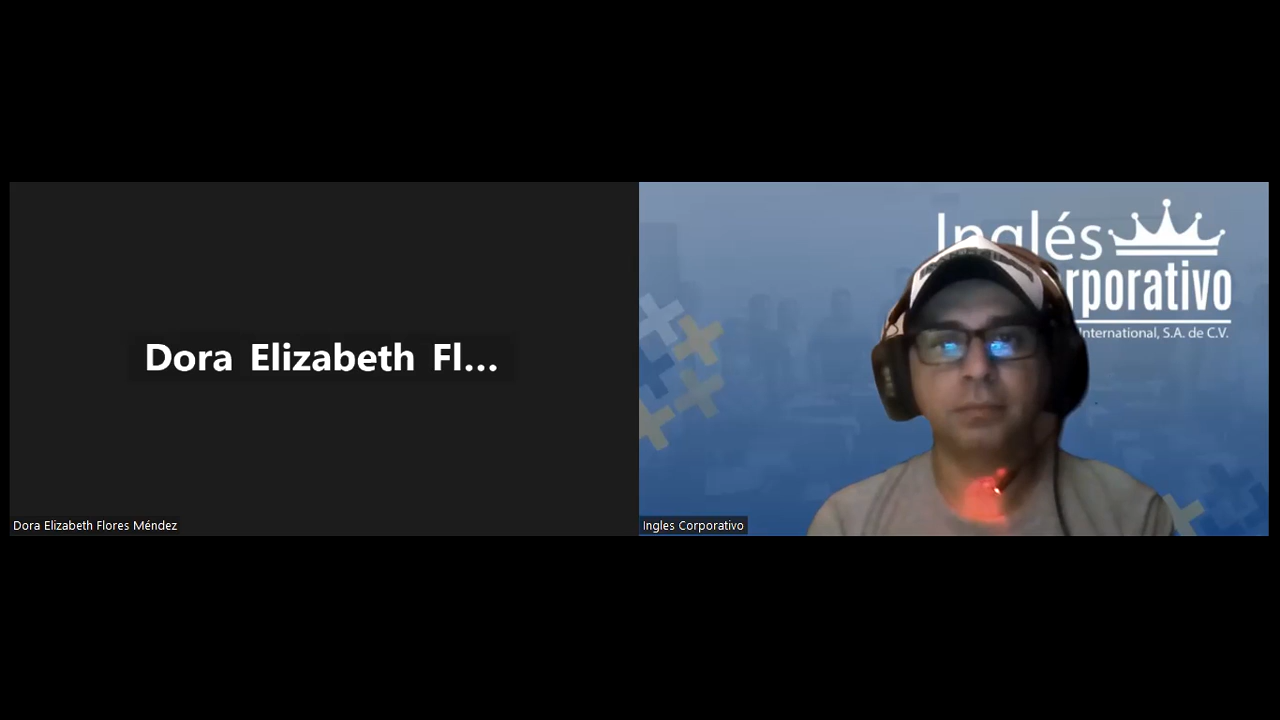 Dora Elizabeth Fl...
Dora Elizabeth Flores Méndez
Inglés
rporativo
International, S.A. de C.V.
Ingles Corporativo